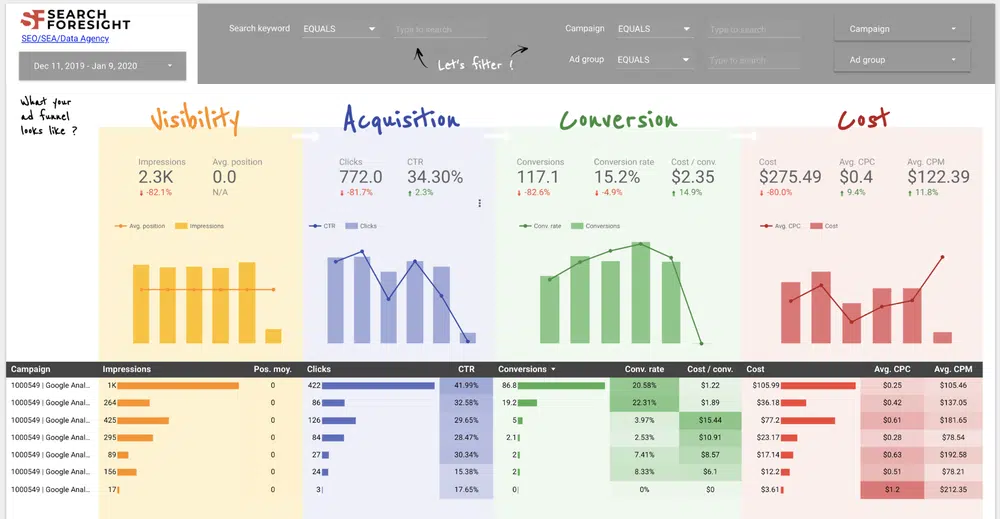 SF SEARCH FORESIGHT
SEO/SEA/Data Agency
Dec 11, 2019 - Jan 9, 2020
Search keyword EQUALS Type to search
Campaign EQUALS Type to search Campaign
Ad group EQUALS Type to search Ad group
Let's filter !
What your
ad funnel
looks like ?
Visibility Acquisition Conversion Cost
Impressions Avg. position Clicks CTR Conversions Conversion rate Cost / conv. Cost Avg. CPC Avg. CPM
2.3K 0.0 772.0 34.30% 117.1 15.2% $2.35 $275.49 $0.4 $122.39
-82.1% N/A -81.7% 2.3% -82.6% -4.9% 14.9% -80.0% 9.4% 11.8%
Avg. position Impressions CTR Clicks Conv. rate Conversions Avg. CPC Cost
Campaign Impressions Pos. moy. Clicks CTR Conversions Conv. rate Cost / conv. Cost Avg. CPC Avg. CPM
1000549 | Google Anal... 1K 0 422 41.99% 86.8 20.58% $1.22 $105.99 $0.25 $105.46
1000549 | Google Anal... 264 0 86 32.58% 19.2 22.31% $1.89 $36.18 $0.42 $137.05
1000549 | Google Anal... 425 0 126 29.65% 5 3.97% $15.44 $77.2 $0.61 $181.65
1000549 | Google Anal... 295 0 84 28.47% 2.1 2.53% $10.91 $23.17 $0.28 $78.54
1000549 | Google Anal... 89 0 27 30.34% 2 7.41% $8.57 $17.14 $0.63 $192.58
1000549 | Google Anal... 156 0 24 15.38% 2 8.33% $6.1 $12.2 $0.51 $78.21
1000549 | Google Anal... 17 0 3 17.65% 0 0% $0 $3.61 $1.2 $212.35